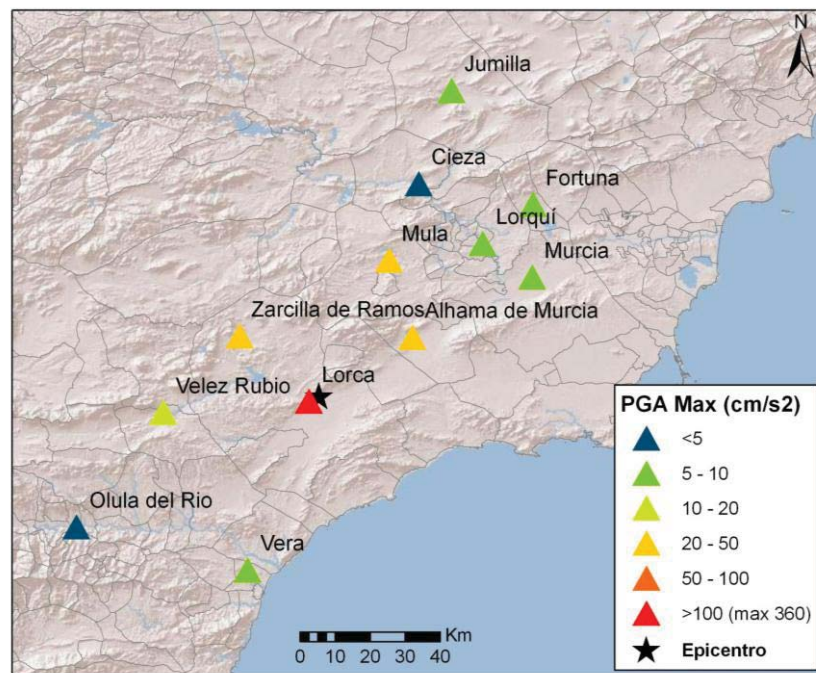 N
Jumilla
Cieza
Fortuna
Lorquí
Mula
Murcia
Zarcilla de Ramos
Alhama de Murcia
Lorca
Velez Rubio
Olula del Rio
Vera
PGA Max (cm/s2)
<5
5 - 10
10 - 20
20 - 50
50 - 100
>100 (max 360)
Epicentro
Km
0 10 20 30 40